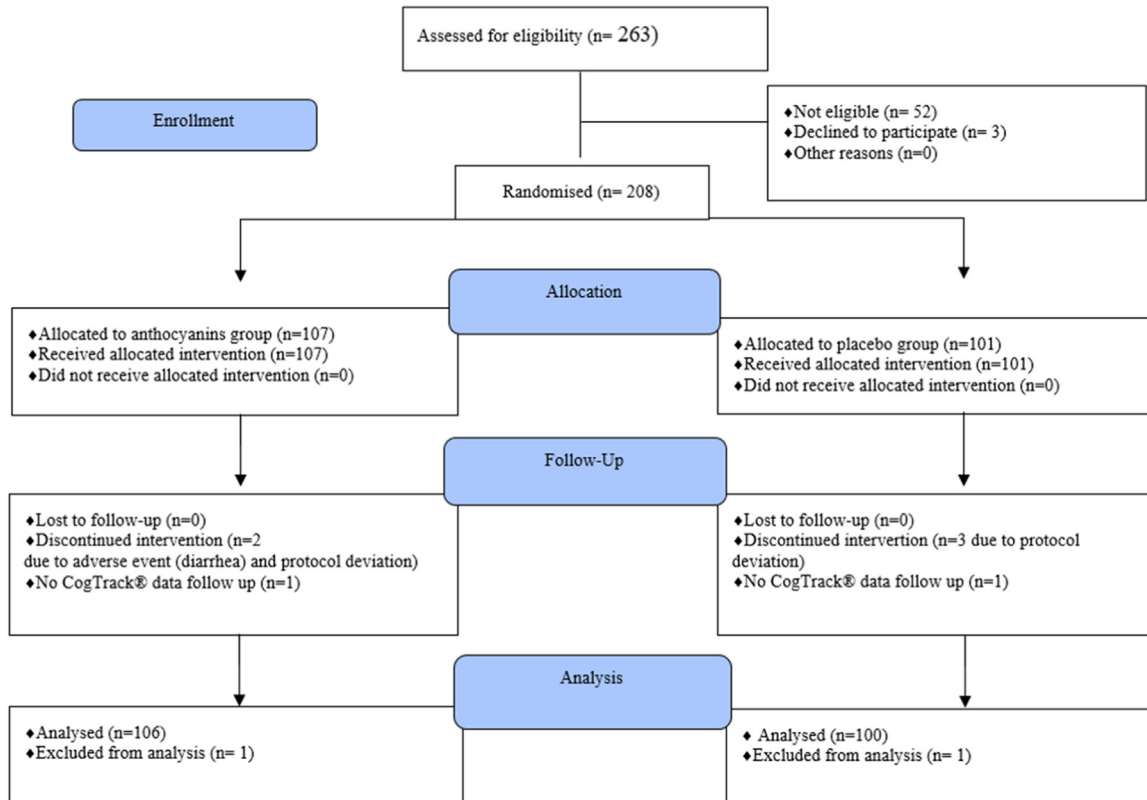 Assessed for eligibility (n= 263)
Enrollment
♦Not eligible (n= 52)
♦Declined to participate (n= 3)
♦Other reasons (n=0)
Randomised (n= 208)
Allocation
♦Allocated to anthocyanins group (n=107)
♦Received allocated intervention (n=107)
♦Did not receive allocated intervention (n=0)
♦Allocated to placebo group (n=101)
♦Received allocated intervention (n=101)
♦Did not receive allocated intervention (n=0)
Follow-Up
♦Lost to follow-up (n=0)
♦Discontinued intervention (n=2
due to adverse event (diarrhea) and protocol deviation)
♦No CogTrack® data follow up (n=1)
♦Lost to follow-up (n=0)
♦Discontinued intervertion (n=3 due to protocol
deviation)
♦No CogTrack® data follow up (n=1)
Analysis
♦Analysed (n=106)
♦Excluded from analysis (n= 1)
♦ Analysed (n=100)
♦Excluded from analysis (n= 1)